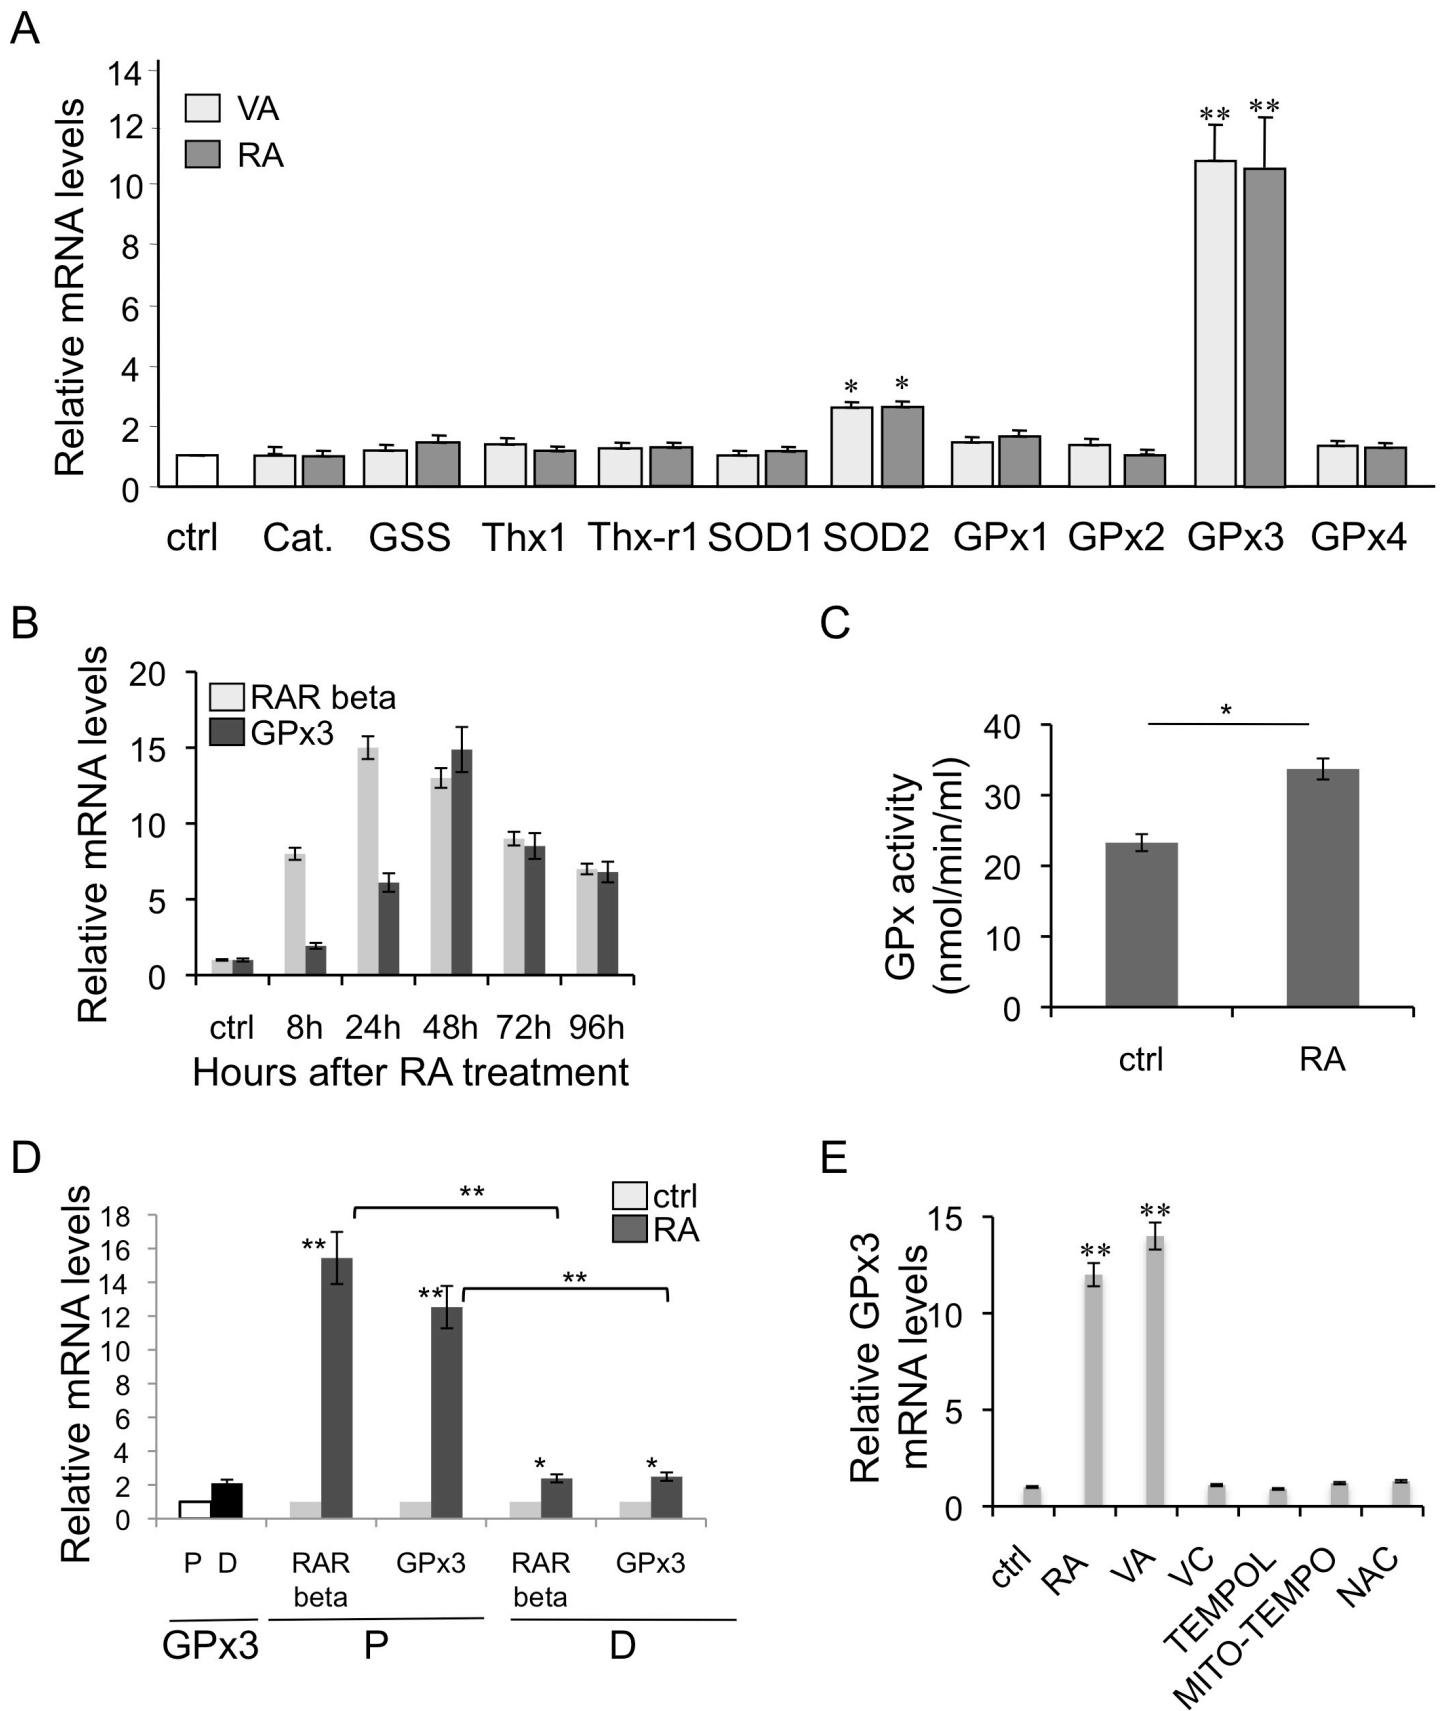 A
Relative mRNA levels
14
12
10
8
6
4
2
0
VA
RA
*
*
**
**
ctrl Cat. GSS Thx1 Thx-r1 SOD1 SOD2 GPx1 GPx2 GPx3 GPx4
B
Relative mRNA levels
20
15
10
5
0
RAR beta
GPx3
ctrl 8h 24h 48h 72h 96h
Hours after RA treatment
C
GPx activity
(nmol/min/ml)
40
30
20
10
0
*
ctrl RA
D
Relative mRNA levels
18
16
14
12
10
8
6
4
2
0
ctrl
RA
**
**
**
**
*
*
P D RAR GPx3 RAR GPx3
beta beta
GPx3 P D
E
Relative GPx3
mRNA levels
15
10
5
0
**
**
ctrl
RA
VA
VC
TEMPOL
MITO-TEMPO
NAC